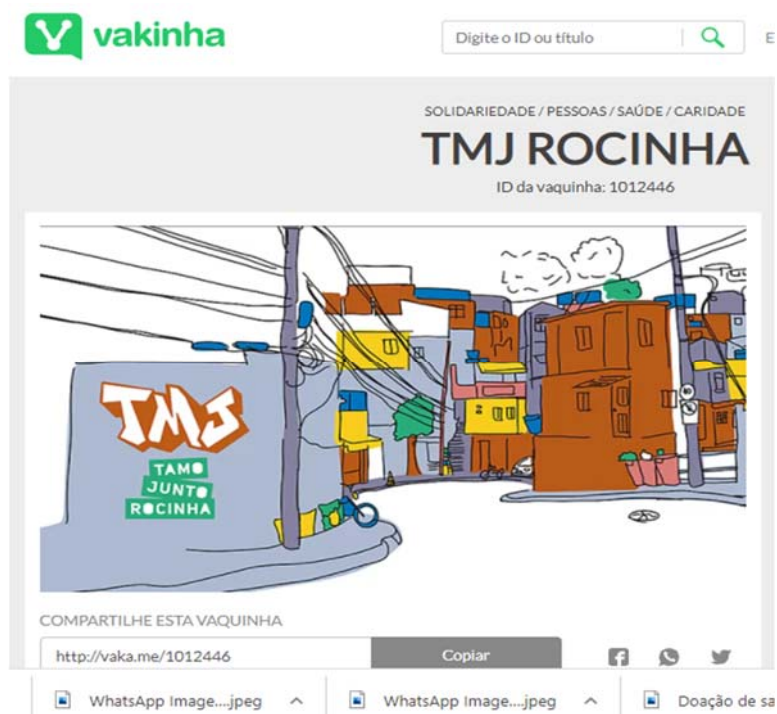 vakinha
Digite o ID ou título
E
SOLIDARIEDADE / PESSOAS / SAÚDE / CARIDADE
TMJ ROCINHA
ID da vaquinha: 1012446
TMJ
TAMO
JUNTO
ROCINHA
COMPARTILHE ESTA VAQUINHA
http://vaka.me/1012446 Copiar
WhatsApp Image....jpeg WhatsApp Image....jpeg Doação de sa